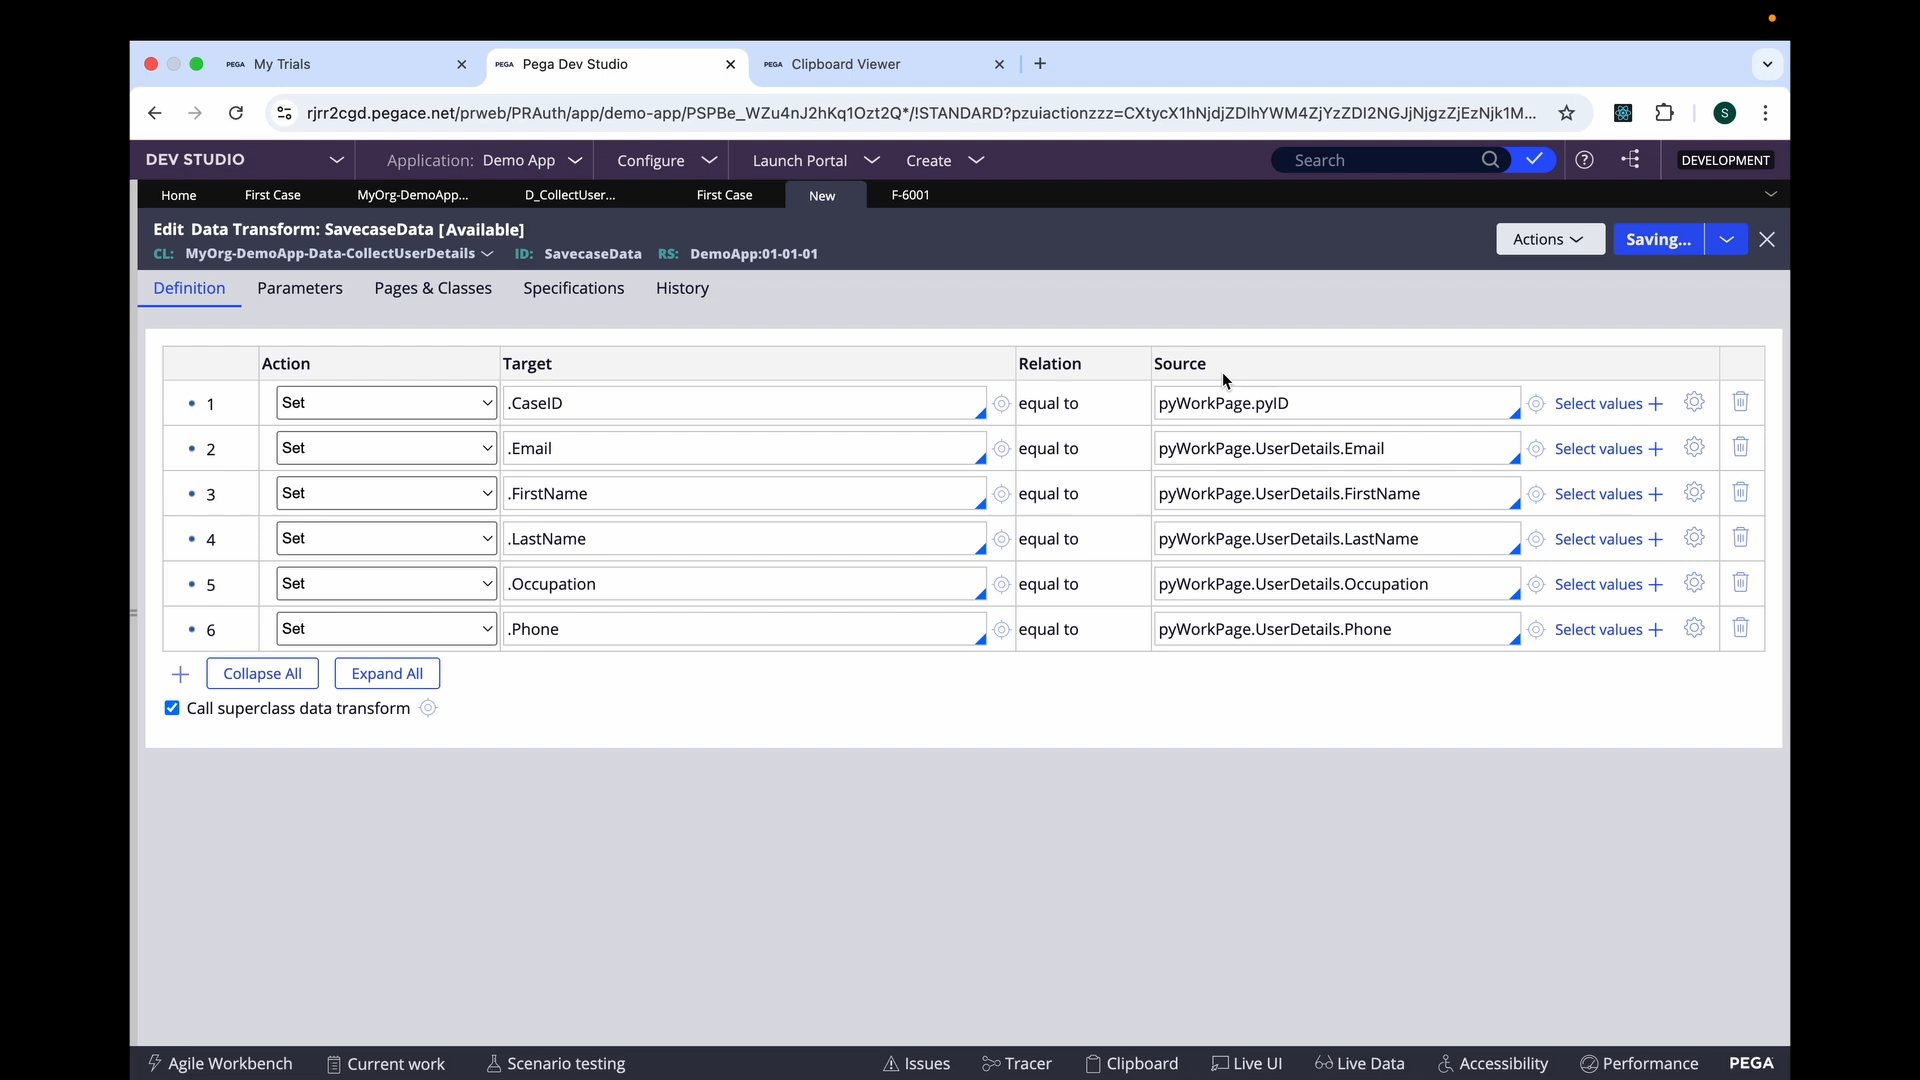 PEGA My Trials
PEGA Pega Dev Studio
PEGA Clipboard Viewer
rjrr2cgd.pegace.net/prweb/PRAuth/app/demo-app/PSPBe_WZu4nJ2hKq1Ozt2Q*/!STANDARD?pzuiactionzzz=CXtycX1hNjdjZDlhYWM4ZjYzZDI2NGJjNjgzZjEzNjk1M...
S
DEV STUDIO
Application: Demo App
Configure
Launch Portal
Create
Search
DEVELOPMENT
Home
First Case
MyOrg-DemoApp...
D_CollectUser...
First Case
New
F-6001
Edit Data Transform: SavecaseData [Available]
CL: MyOrg-DemoApp-Data-CollectUserDetails ID: SavecaseData RS: DemoApp:01-01-01
Actions
Saving...
Definition
Parameters
Pages & Classes
Specifications
History
Action Target Relation Source
1 Set .CaseID equal to pyWorkPage.pyID Select values
2 Set .Email equal to pyWorkPage.UserDetails.Email Select values
3 Set .FirstName equal to pyWorkPage.UserDetails.FirstName Select values
4 Set .LastName equal to pyWorkPage.UserDetails.LastName Select values
5 Set .Occupation equal to pyWorkPage.UserDetails.Occupation Select values
6 Set .Phone equal to pyWorkPage.UserDetails.Phone Select values
Collapse All
Expand All
Call superclass data transform
Agile Workbench
Current work
Scenario testing
Issues
Tracer
Clipboard
Live UI
Live Data
Accessibility
Performance
PEGA